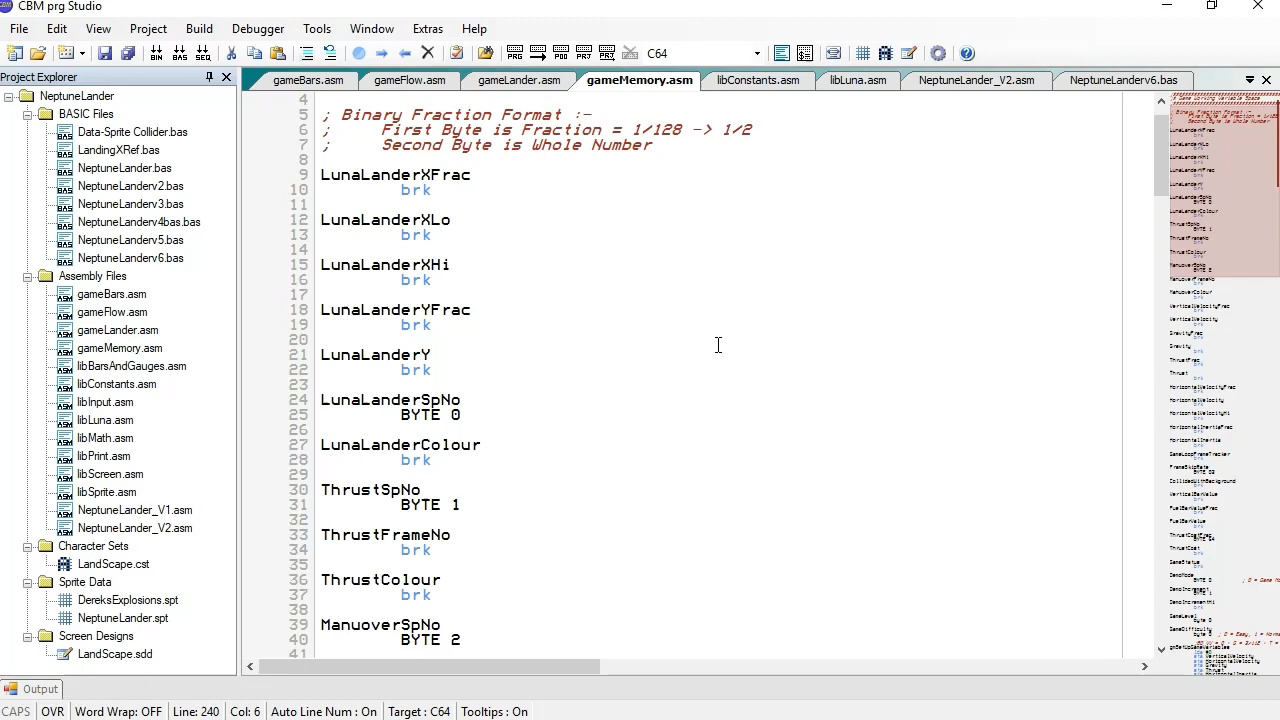 CBM prg Studio
File Edit View Project Build Debugger Tools Window Extras Help
C64
Project Explorer
gameBars.asm gameFlow.asm gameLander.asm gameMemory.asm libConstants.asm libLuna.asm NeptuneLander_V2.asm NeptuneLanderv6.bas
NeptuneLander
BASIC Files
Data-Sprite Collider.bas
LandingXRef.bas
NeptuneLander.bas
NeptuneLanderv2.bas
NeptuneLanderv3.bas
NeptuneLanderv4bas.bas
NeptuneLanderv5.bas
NeptuneLanderv6.bas
Assembly Files
gameBars.asm
gameFlow.asm
gameLander.asm
gameMemory.asm
libBarsAndGauges.asm
libConstants.asm
libInput.asm
libLuna.asm
libMath.asm
libPrint.asm
libScreen.asm
libSprite.asm
NeptuneLander_V1.asm
NeptuneLander_V2.asm
Character Sets
LandScape.cst
Sprite Data
DereksExplosions.spt
NeptuneLander.spt
Screen Designs
LandScape.sdd
4
5 ; Binary Fraction Format :-
6 ; First Byte is Fraction = 1/128 -> 1/2
7 ; Second Byte is Whole Number
8
9 LunaLanderXFrac
10 brk
11
12 LunaLanderXLo
13 brk
14
15 LunaLanderXHi
16 brk
17
18 LunaLanderYFrac
19 brk
20
21 LunaLanderY
22 brk
23
24 LunaLanderSpNo
25 BYTE 0
26
27 LunaLanderColour
28 brk
29
30 ThrustSpNo
31 BYTE 1
32
33 ThrustFrameNo
34 brk
35
36 ThrustColour
37 brk
38
39 ManuoverSpNo
40 BYTE 2
41
Output
CAPS OVR Word Wrap: OFF Line: 240 Col: 6 Auto Line Num : On Target : C64 Tooltips : On